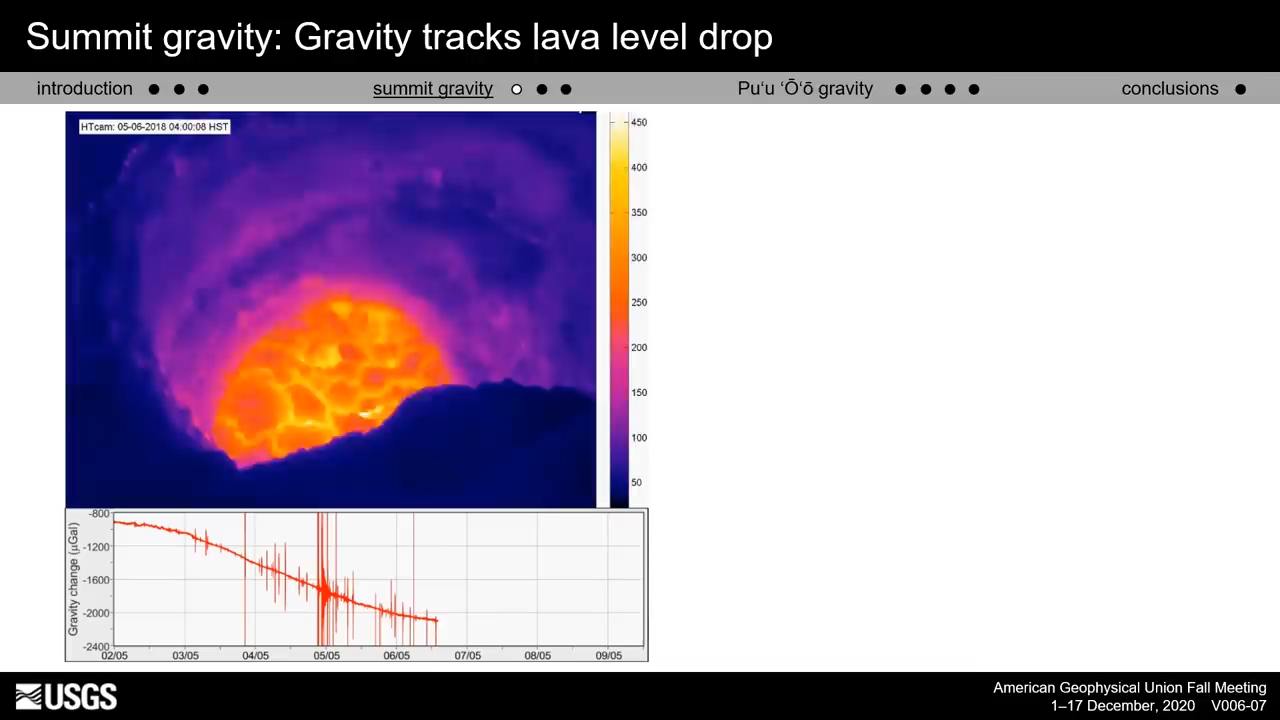 Summit gravity: Gravity tracks lava level drop
introduction summit gravity Puʻu ʻŌʻō gravity conclusions
HTcam: 05-06-2018 04:00:08 HST
450
400
350
300
250
200
150
100
50
Gravity change (µGal)
-800
-1200
-1600
-2000
-2400
02/05 03/05 04/05 05/05 06/05 07/05 08/05 09/05
USGS
American Geophysical Union Fall Meeting
1–17 December, 2020 V006-07